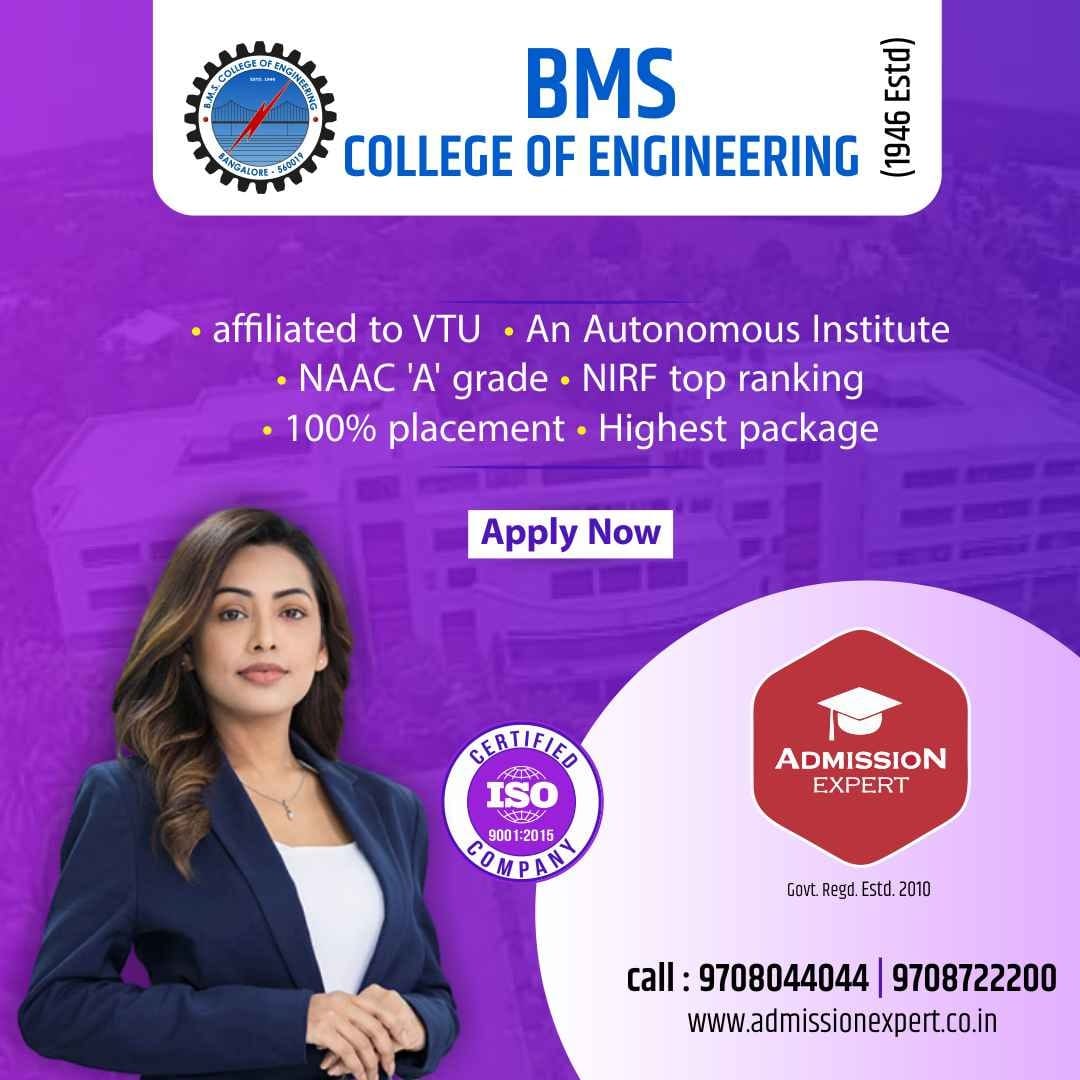 B.M.S. COLLEGE OF ENGINEERING
ESTD. 1946
BANGALORE - 560019
BMS
COLLEGE OF ENGINEERING
(1946 Estd)
• affiliated to VTU • An Autonomous Institute
• NAAC 'A' grade • NIRF top ranking
• 100% placement • Highest package
Apply Now
CERTIFIED
ISO
9001:2015
COMPANY
ADMISSION
EXPERT
Govt. Regd. Estd. 2010
call : 9708044044 | 9708722200
www.admissionexpert.co.in